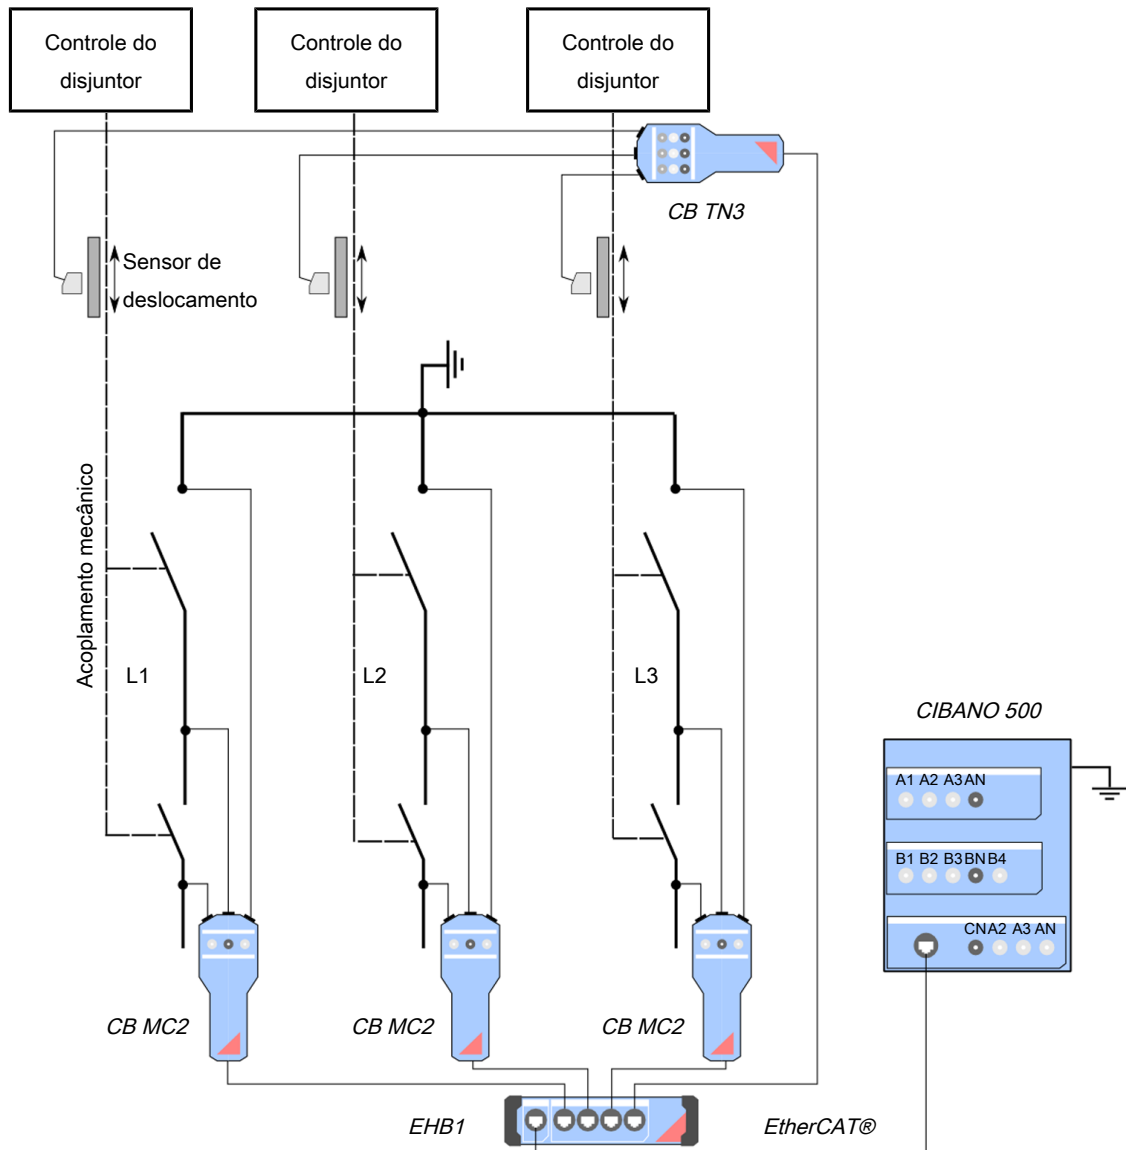 Controle do
disjuntor
Controle do
disjuntor
Controle do
disjuntor
CB TN3
Sensor de
deslocamento
Acoplamento mecânico
L1
L2
L3
CIBANO 500
A1 A2 A3 AN
B1 B2 B3 BN B4
CN A2 A3 AN
CB MC2
CB MC2
CB MC2
EHB1
EtherCAT®